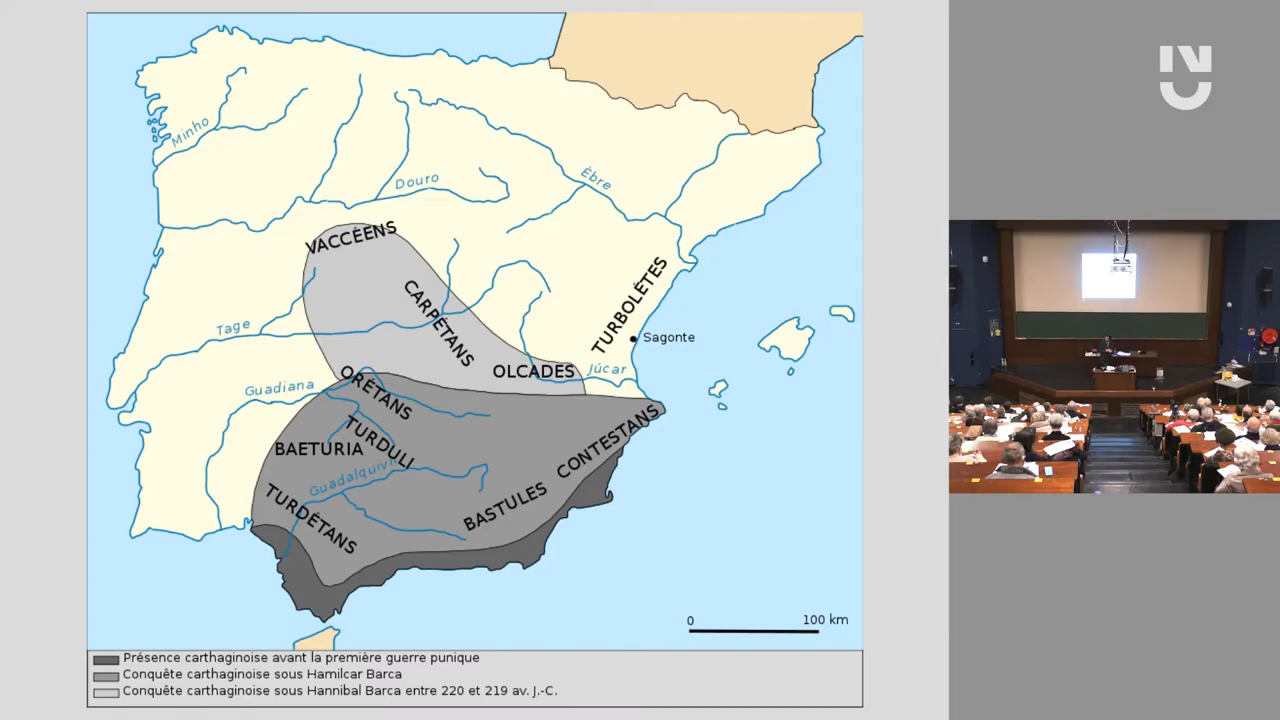 Minho
Douro
Èbre
VACCÉENS
CARPÉTANS
TURBOLÈTES
Sagonte
Tage
OLCADES
Júcar
ORÉTANS
Guadiana
TURDULI
BAETURIA
CONTESTANS
Guadalquivir
TURDÉTANS
BASTULES
0 100 km
Présence carthaginoise avant la première guerre punique
Conquête carthaginoise sous Hamilcar Barca
Conquête carthaginoise sous Hannibal Barca entre 220 et 219 av. J.-C.